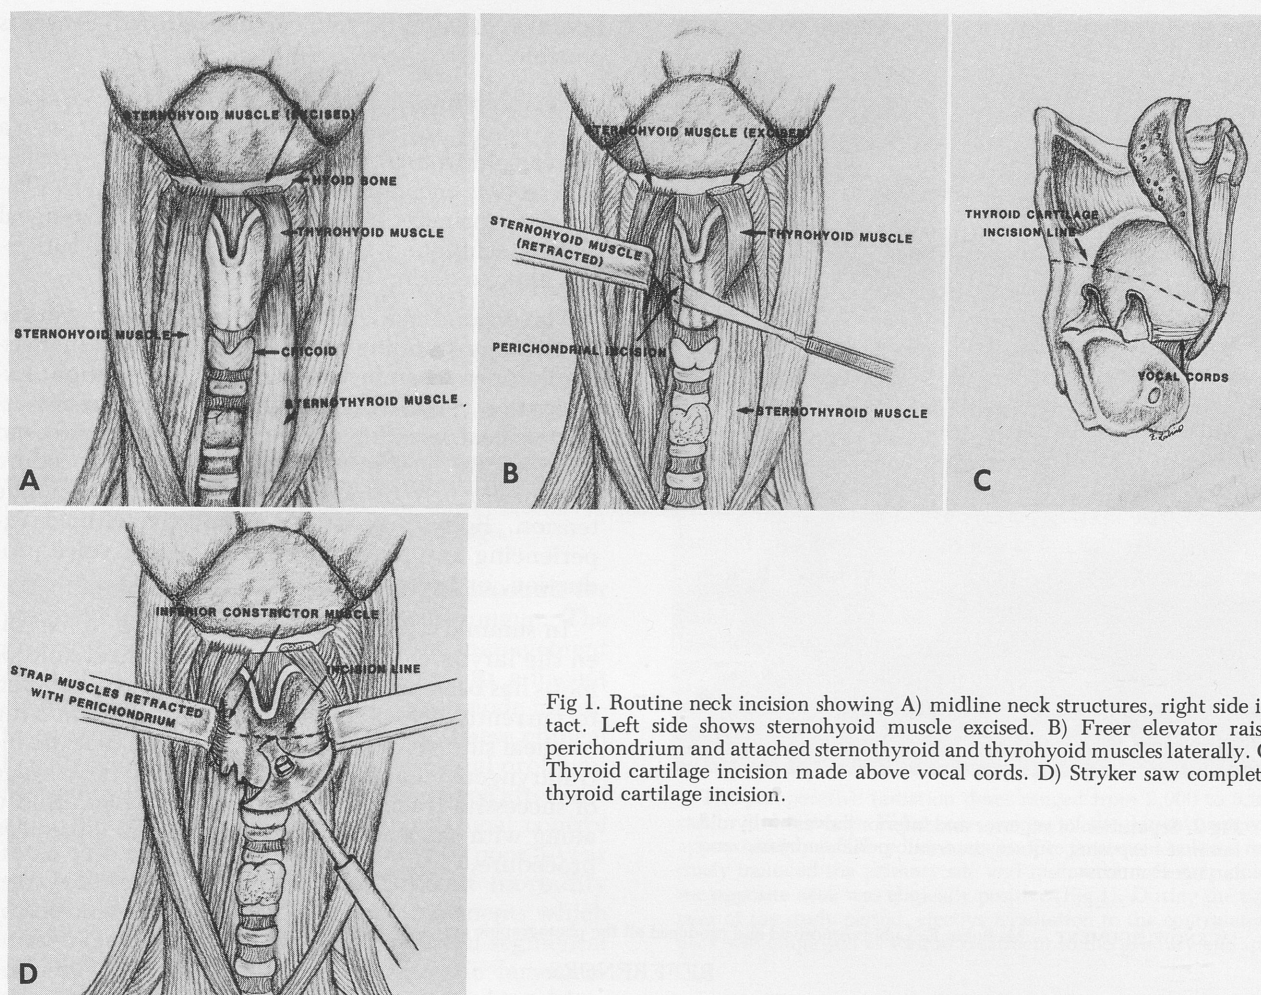 STERNOHYOID MUSCLE (EXCISED)
HYOID BONE
THYROHYOID MUSCLE
STERNOHYOID MUSCLE
CRICOID
STERNOTHYROID MUSCLE
A
STERNOHYOID MUSCLE (EXCISED)
STERNOHYOID MUSCLE
(RETRACTED)
THYROHYOID MUSCLE
PERICHONDRIAL INCISION
STERNOTHYROID MUSCLE
B
THYROID CARTILAGE
INCISION LINE
VOCAL CORDS
C
INFERIOR CONSTRICTOR MUSCLE
INCISION LINE
STRAP MUSCLES RETRACTED
WITH PERICHONDRIUM
D
Fig 1. Routine neck incision showing A) midline neck structures, right side i
tact. Left side shows sternohyoid muscle excised. B) Freer elevator rais
perichondrium and attached sternothyroid and thyrohyoid muscles laterally.
Thyroid cartilage incision made above vocal cords. D) Stryker saw complet
thyroid cartilage incision.